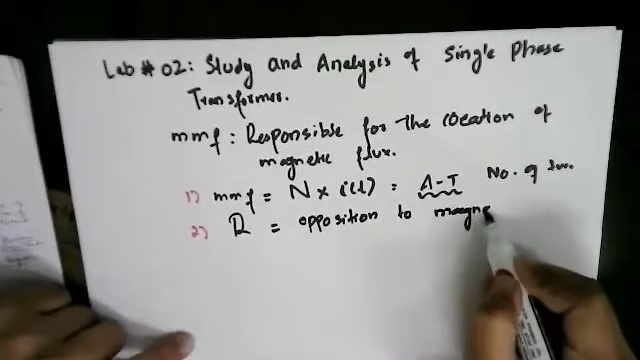 Lab # 02: Study and Analysis of Single Phase
Transformer.
mmf: Responsible for the creation of
magnetic flux.
1) mmf = N × i(t) = A-T No. of
2) R = opposition to magne